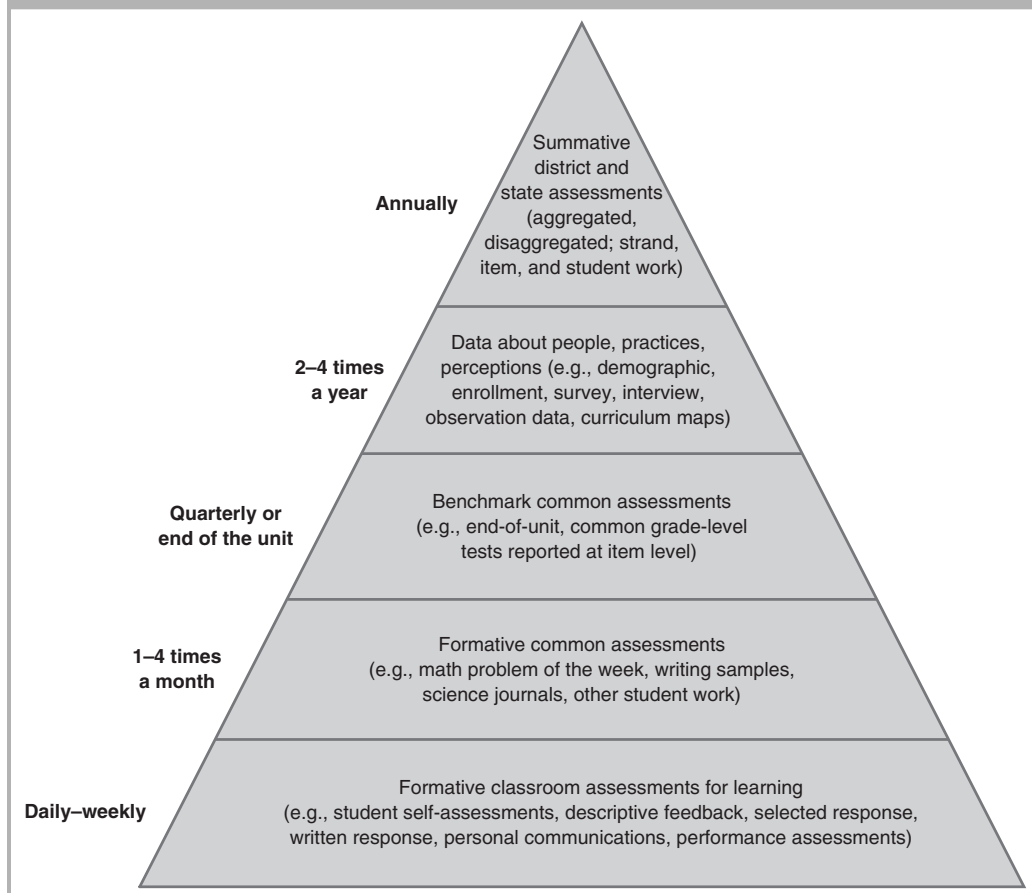 Summative
district and
state assessments
(aggregated,
disaggregated; strand,
item, and student work)
Annually
Data about people, practices,
perceptions (e.g., demographic,
enrollment, survey, interview,
observation data, curriculum maps)
2–4 times
a year
Benchmark common assessments
(e.g., end-of-unit, common grade-level
tests reported at item level)
Quarterly or
end of the unit
Formative common assessments
(e.g., math problem of the week, writing samples,
science journals, other student work)
1–4 times
a month
Formative classroom assessments for learning
(e.g., student self-assessments, descriptive feedback, selected response,
written response, personal communications, performance assessments)
Daily–weekly